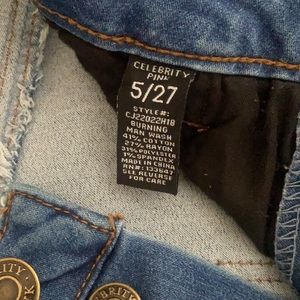 CELEBRITY
PINK
5/27
STYLE#:
CJ22022H18
BURNING
MAN WASH
41% COTTON
27% RAYON
31% POLYESTER
1% SPANDEX
MADE IN CHINA
RN#: 133647
SEE REVERSE
FOR CARE